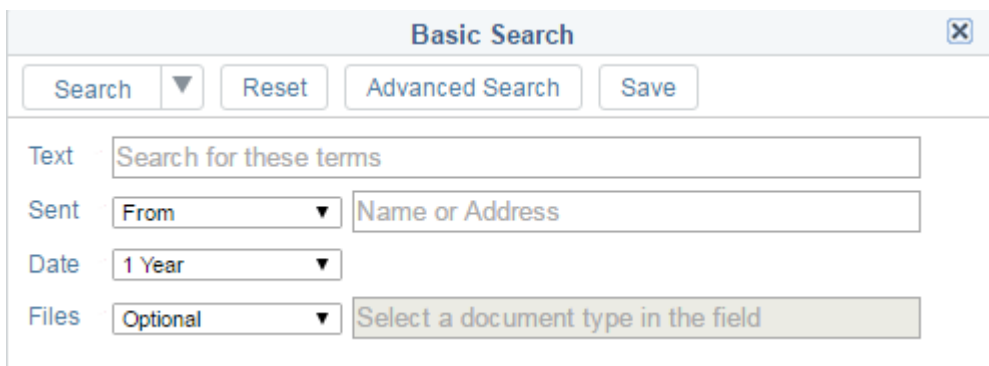 Basic Search
Search Reset Advanced Search Save
Text Search for these terms
Sent From Name or Address
Date 1 Year
Files Optional Select a document type in the field